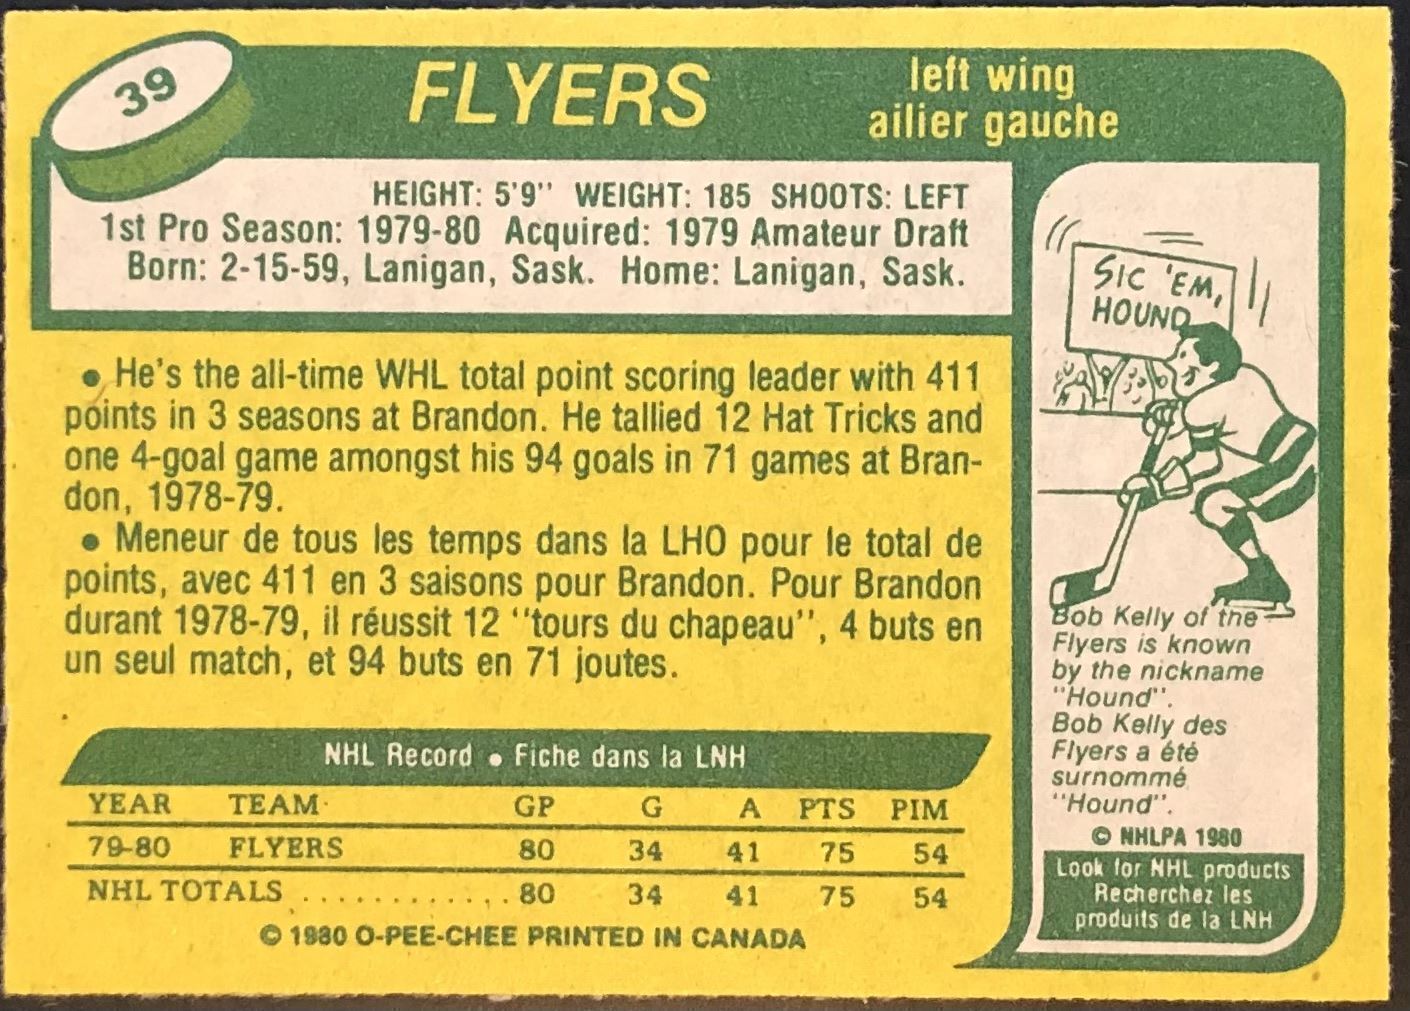 39
FLYERS
left wing
ailier gauche
HEIGHT: 5'9" WEIGHT: 185 SHOOTS: LEFT
1st Pro Season: 1979-80 Acquired: 1979 Amateur Draft
Born: 2-15-59, Lanigan, Sask. Home: Lanigan, Sask.
• He's the all-time WHL total point scoring leader with 411
points in 3 seasons at Brandon. He tallied 12 Hat Tricks and
one 4-goal game amongst his 94 goals in 71 games at Bran-
don, 1978-79.
• Meneur de tous les temps dans la LHO pour le total de
points, avec 411 en 3 saisons pour Brandon. Pour Brandon
durant 1978-79, il réussit 12 "tours du chapeau", 4 buts en
un seul match, et 94 buts en 71 joutes.
NHL Record • Fiche dans la LNH
YEAR TEAM GP G A PTS PIM
79-80 FLYERS 80 34 41 75 54
NHL TOTALS ............ 80 34 41 75 54
© 1980 O-PEE-CHEE PRINTED IN CANADA
SIC 'EM,
HOUND
Bob Kelly of the
Flyers is known
by the nickname
"Hound".
Bob Kelly des
Flyers a été
surnommé
"Hound".
© NHLPA 1980
Look for NHL products
Recherchez les
produits de la LNH